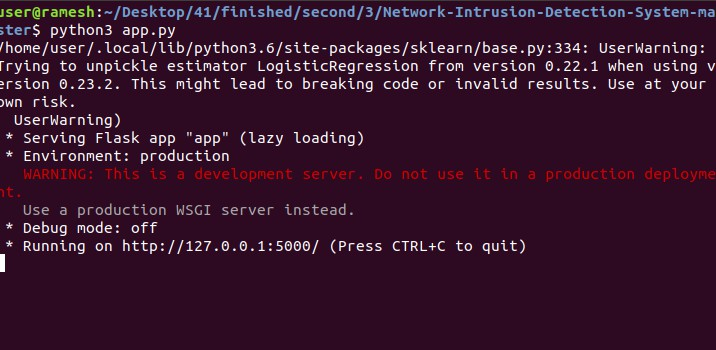 user@ramesh:~/Desktop/41/finished/second/3/Network-Intrusion-Detection-System-ma
ster$ python3 app.py
/home/user/.local/lib/python3.6/site-packages/sklearn/base.py:334: UserWarning:
Trying to unpickle estimator LogisticRegression from version 0.22.1 when using v
ersion 0.23.2. This might lead to breaking code or invalid results. Use at your
own risk.
  UserWarning)
 * Serving Flask app "app" (lazy loading)
 * Environment: production
   WARNING: This is a development server. Do not use it in a production deployme
nt.
   Use a production WSGI server instead.
 * Debug mode: off
 * Running on http://127.0.0.1:5000/ (Press CTRL+C to quit)